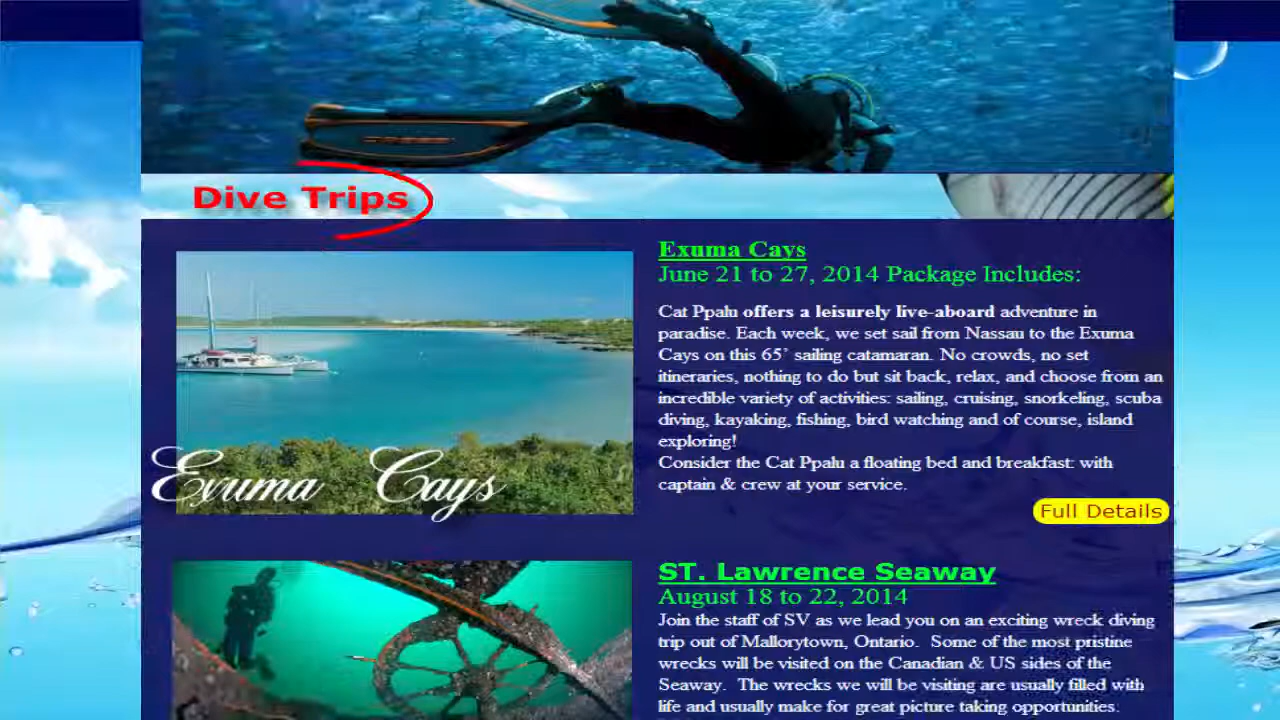 Dive Trips
Exuma Cays
June 21 to 27, 2014 Package Includes:
Cat Ppalu offers a leisurely live-aboard adventure in
paradise. Each week, we set sail from Nassau to the Exuma
Cays on this 65' sailing catamaran. No crowds, no set
itineraries, nothing to do but sit back, relax, and choose from an
incredible variety of activities: sailing, cruising, snorkeling, scuba
diving, kayaking, fishing, bird watching and of course, island
exploring!
Consider the Cat Ppalu a floating bed and breakfast: with
captain & crew at your service.
Exuma Cays
Full Details
ST. Lawrence Seaway
August 18 to 22, 2014
Join the staff of SV as we lead you on an exciting wreck diving
trip out of Mallorytown, Ontario. Some of the most pristine
wrecks will be visited on the Canadian & US sides of the
Seaway. The wrecks we will be visiting are usually filled with
life and usually make for great picture taking opportunities.